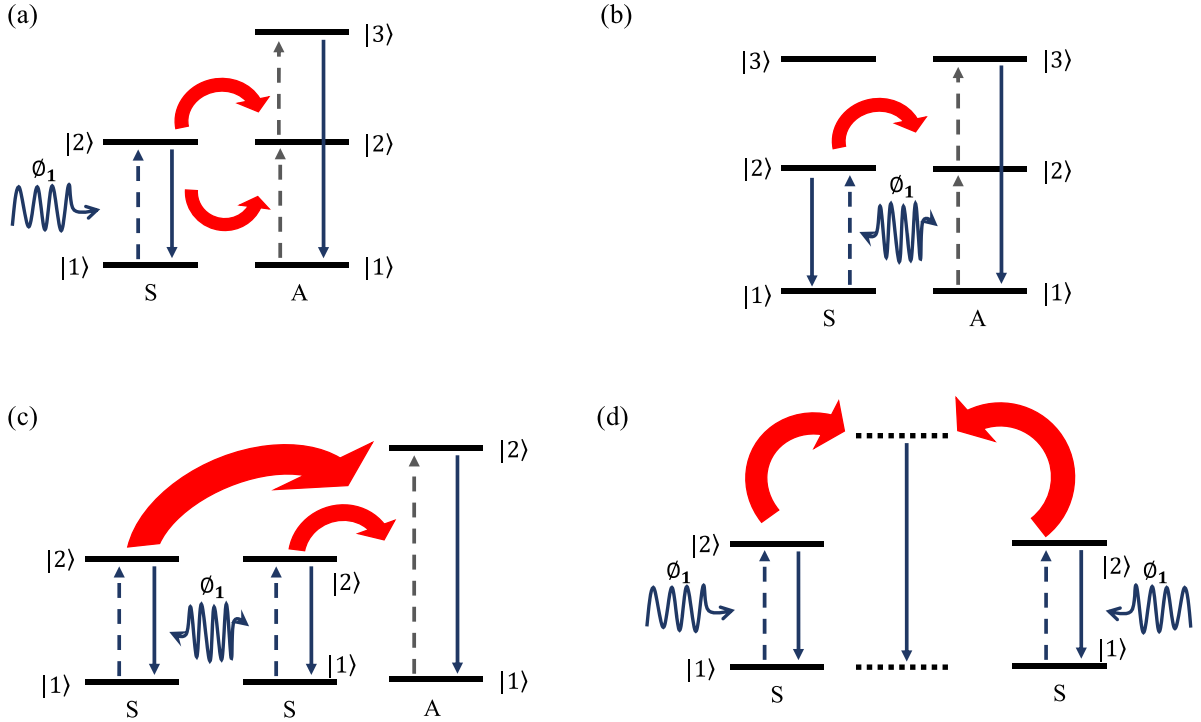 (a)
|3⟩
|2⟩
|2⟩
∅₁
|1⟩
|1⟩
S
A
(b)
|3⟩
|3⟩
|2⟩
|2⟩
∅₁
|1⟩
|1⟩
S
A
(c)
|2⟩
|2⟩
|2⟩
∅₁
|1⟩
|1⟩
|1⟩
S
S
A
(d)
|2⟩
|2⟩
∅₁
∅₁
|1⟩
|1⟩
S
S